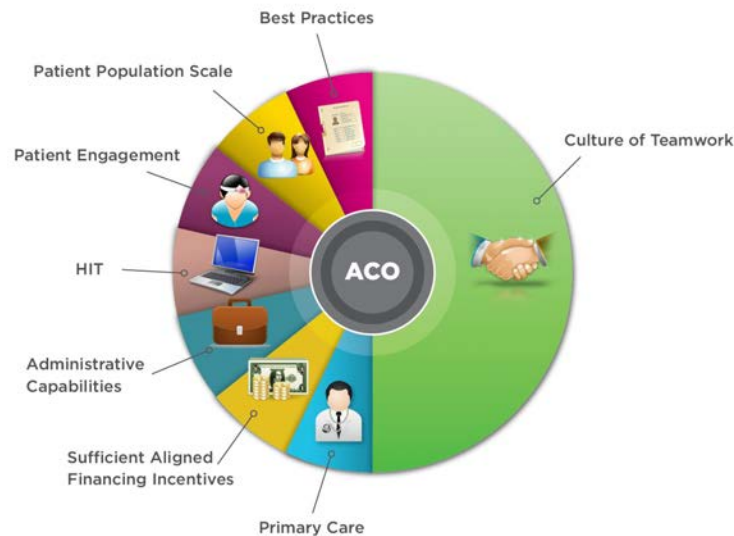 Best Practices
Patient Population Scale
Culture of Teamwork
Patient Engagement
HIT
ACO
Administrative
Capabilities
Sufficient Aligned
Financing Incentives
Primary Care